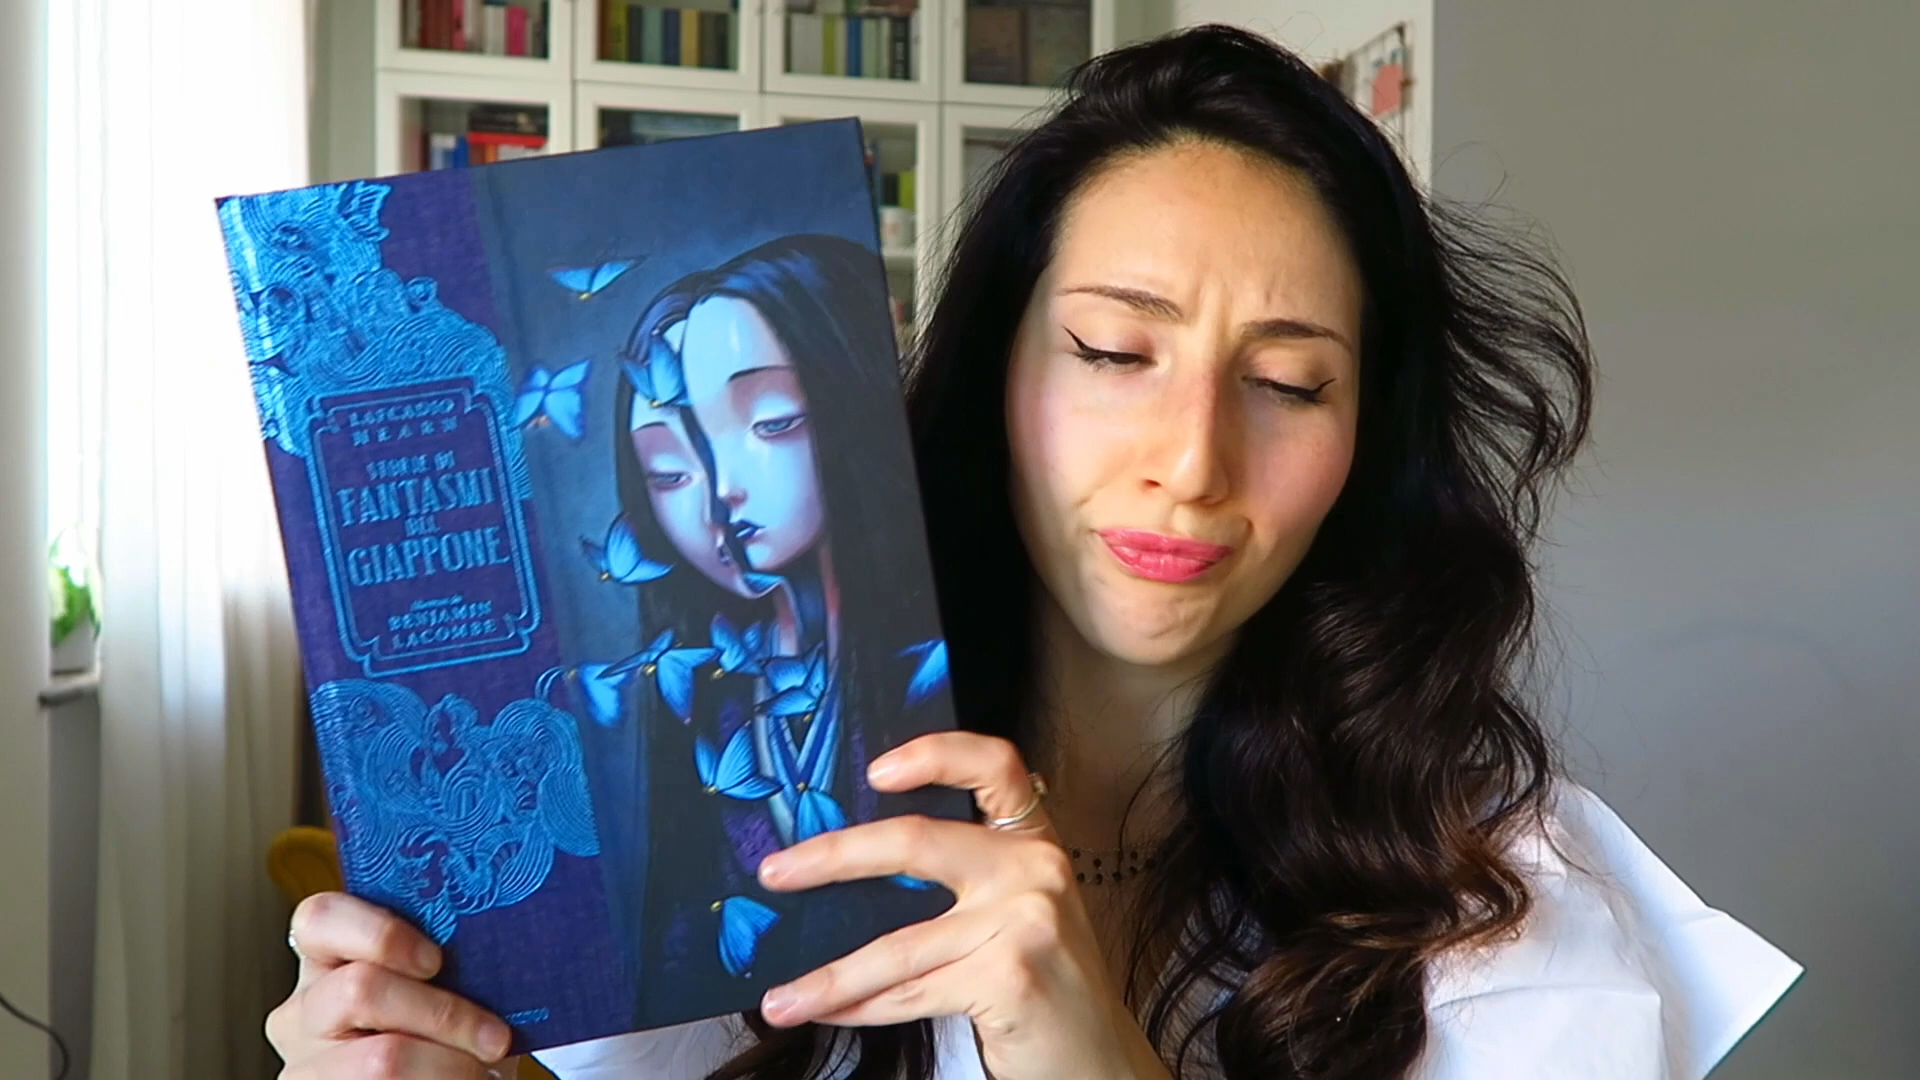 LAFCADIO
HEARN
STORIE DI
FANTASMI
DEL
GIAPPONE
BENJAMIN
LACOMBE